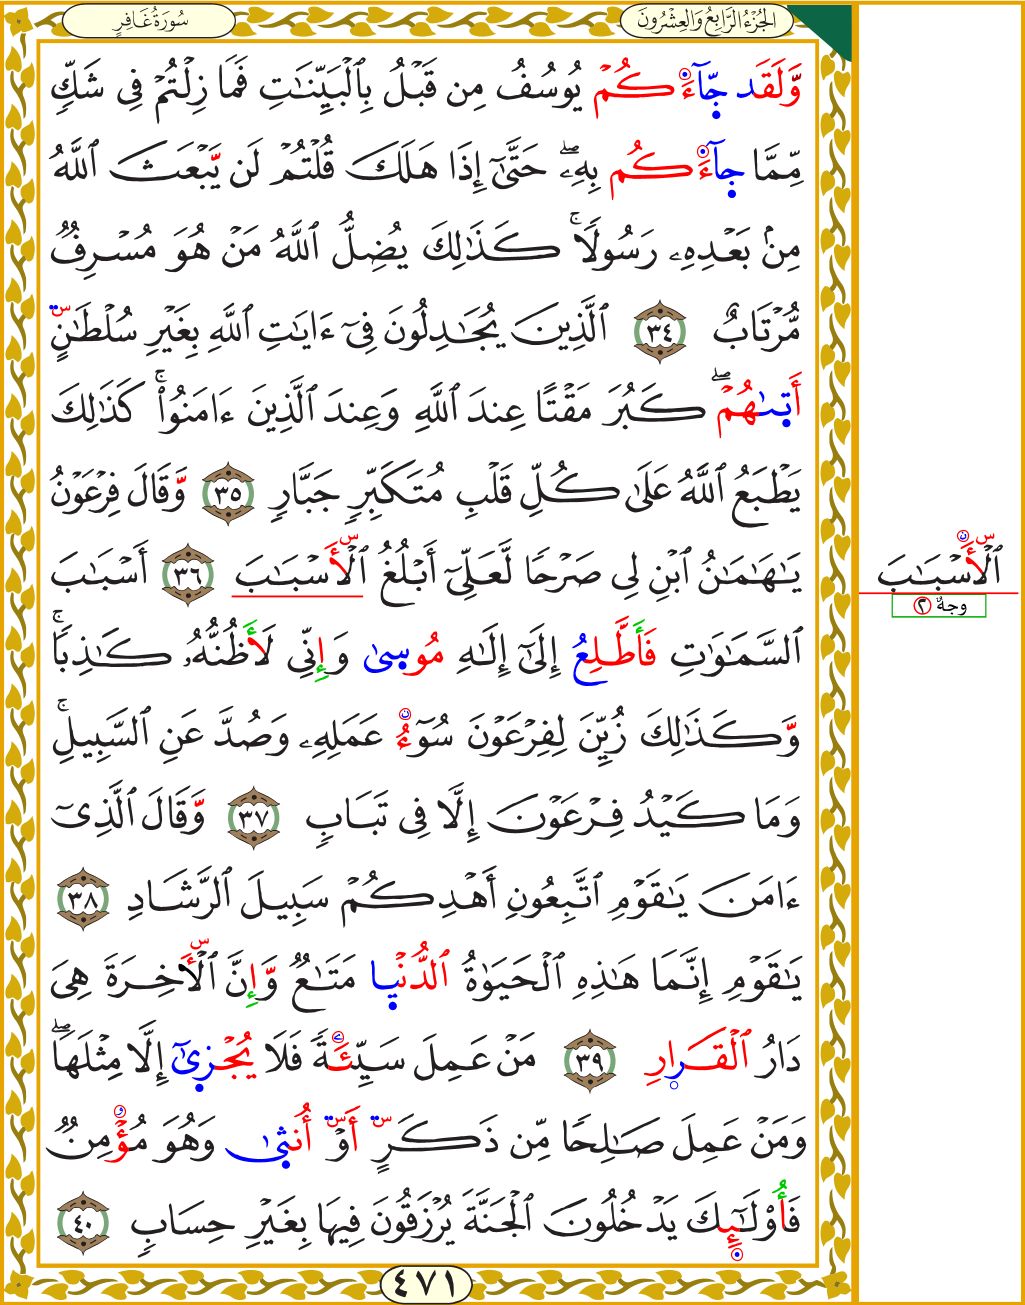 الجُزْءُ الرَّابِعُ وَالعِشْرُونَ
سُورَةُ غَافِرٍ
وَّلَقَد جِّآءَكُمۡ يُوسُفُ مِن قَبۡلُ بِٱلۡبَيِّنَٰتِ فَمَا زِلۡتُمۡ فِي شَكّٖ
مِّمَّا جِآءَكُم بِهِۦۖ حَتَّىٰٓ إِذَا هَلَكَ قُلۡتُمۡ لَن يَّبۡعَثَ ٱللَّهُ
مِنۢ بَعۡدِهِۦ رَسُولٗاۚ كَذَٰلِكَ يُضِلُّ ٱللَّهُ مَنۡ هُوَ مُسۡرِفٞ
مُّرۡتَابٌ ٣٤ ٱلَّذِينَ يُجَٰدِلُونَ فِيٓ ءَايَٰتِ ٱللَّهِ بِغَيۡرِ سُلۡطَٰنٍ
أَتىٰهُمۡۖ كَبُرَ مَقۡتًا عِندَ ٱللَّهِ وَعِندَ ٱلَّذِينَ ءَامَنُواْۚ كَذَٰلِكَ
يَطۡبَعُ ٱللَّهُ عَلَىٰ كُلِّ قَلۡبِ مُتَكَبِّرٖ جَبَّارٖ ٣٥ وَّقَالَ فِرۡعَوۡنُ
يَٰهَٰمَٰنُ ٱبۡنِ لِي صَرۡحٗا لَّعَلِّيٓ أَبۡلُغُ ٱلۡأَسۡبَٰبَ ٣٦ أَسۡبَٰبَ
ٱلسَّمَٰوَٰتِ فَأَطَّلِعُ إِلَىٰٓ إِلَٰهِ مُوسِىٰ وَإِنِّي لَأَظُنُّهُۥ كَٰذِبٗاۚ
وَّكَذَٰلِكَ زُيِّنَ لِفِرۡعَوۡنَ سُوٓءُ عَمَلِهِۦ وَصُدَّ عَنِ ٱلسَّبِيلِۚ
وَمَا كَيۡدُ فِرۡعَوۡنَ إِلَّا فِي تَبَابٖ ٣٧ وَّقَالَ ٱلَّذِيٓ
ءَامَنَ يَٰقَوۡمِ ٱتَّبِعُونِ أَهۡدِكُمۡ سَبِيلَ ٱلرَّشَادِ ٣٨
يَٰقَوۡمِ إِنَّمَا هَٰذِهِ ٱلۡحَيَوٰةُ ٱلدُّنۡيِا مَتَٰعٞ وَّإِنَّ ٱلۡأٓخِرَةَ هِيَ
دَارُ ٱلۡقَرَارِ ٣٩ مَنۡ عَمِلَ سَيِّئَةٗ فَلَا يُجۡزِىٰٓ إِلَّا مِثۡلَهَاۖ
وَمَنۡ عَمِلَ صَٰلِحٗا مِّن ذَكَرٍ أَوۡ أُنثِىٰ وَهُوَ مُؤۡمِنٞ
فَأُوْلَٰٓئِكَ يَدۡخُلُونَ ٱلۡجَنَّةَ يُرۡزَقُونَ فِيهَا بِغَيۡرِ حِسَابٖ ٤٠
ٱلۡأَسۡبَٰبَ
وجهٌ ٢
٤٧١